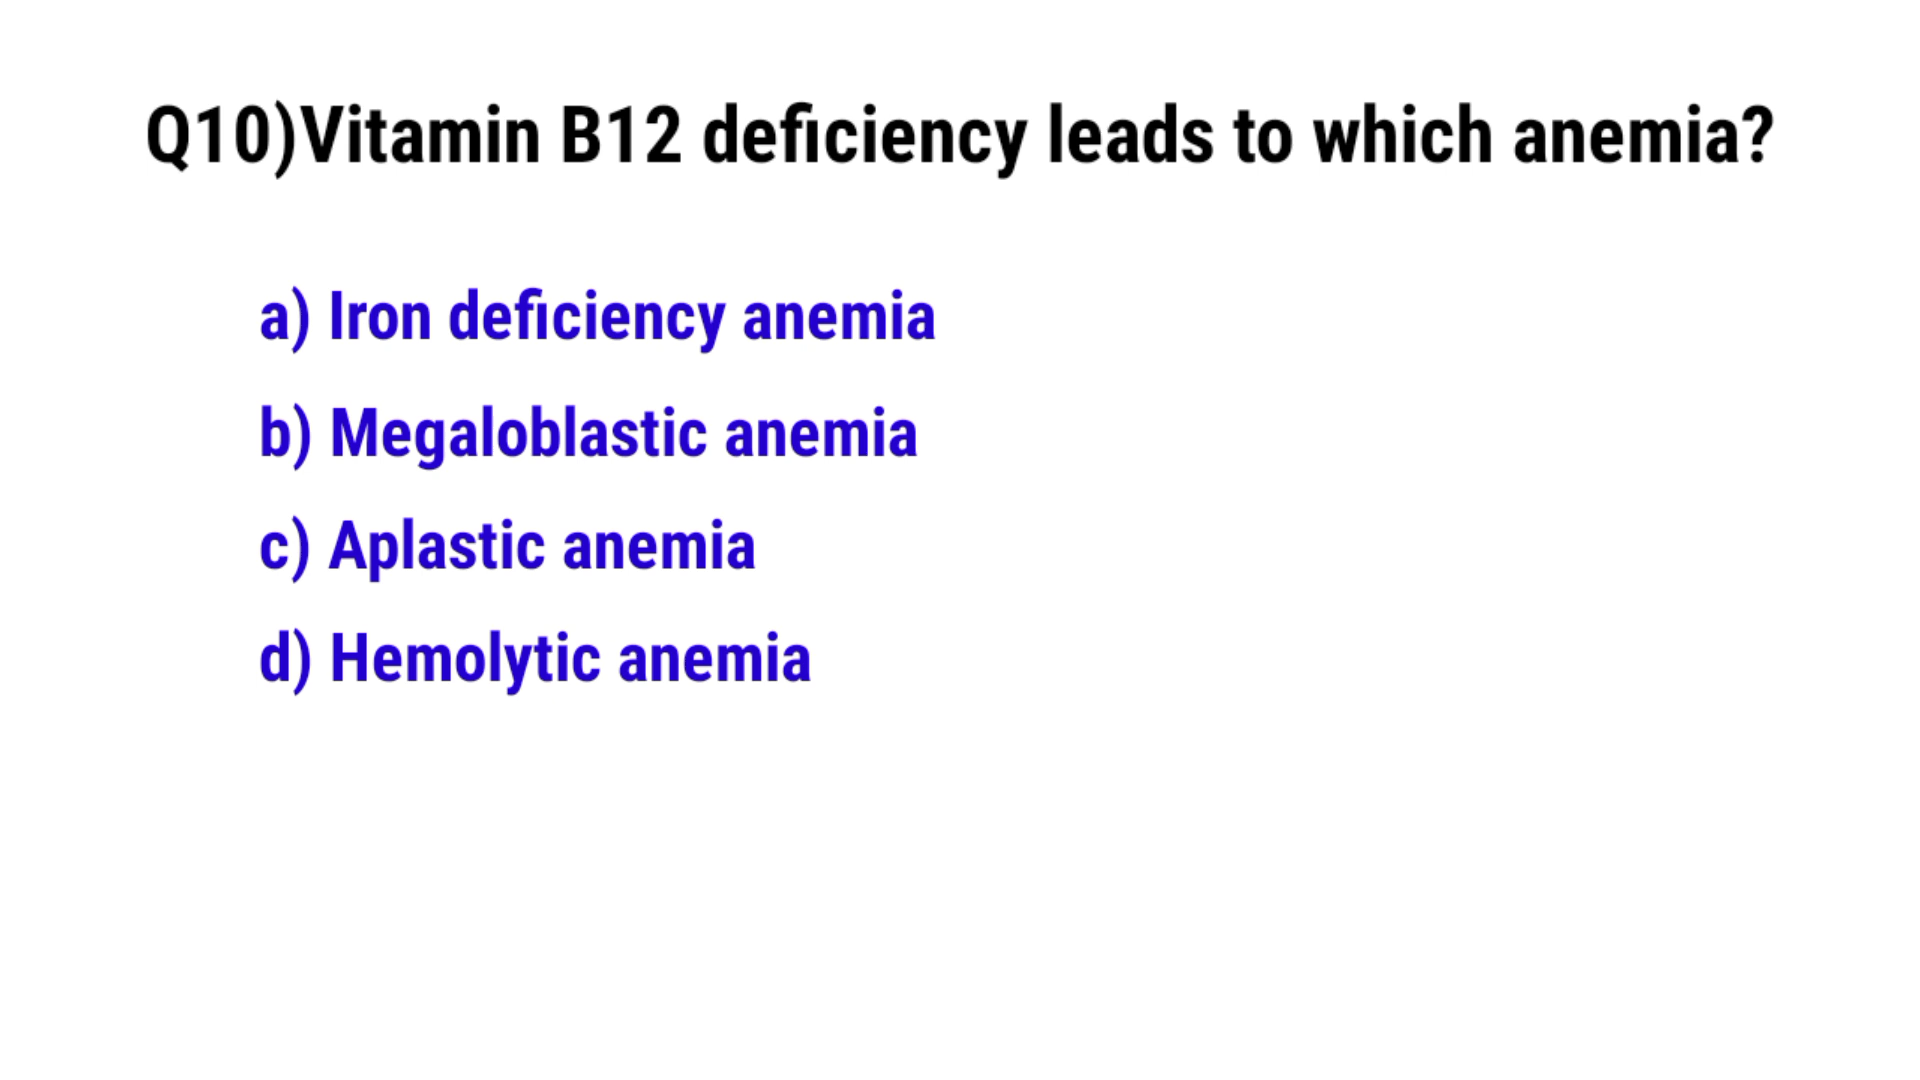 Q10)Vitamin B12 deficiency leads to which anemia?
a) Iron deficiency anemia
b) Megaloblastic anemia
c) Aplastic anemia
d) Hemolytic anemia